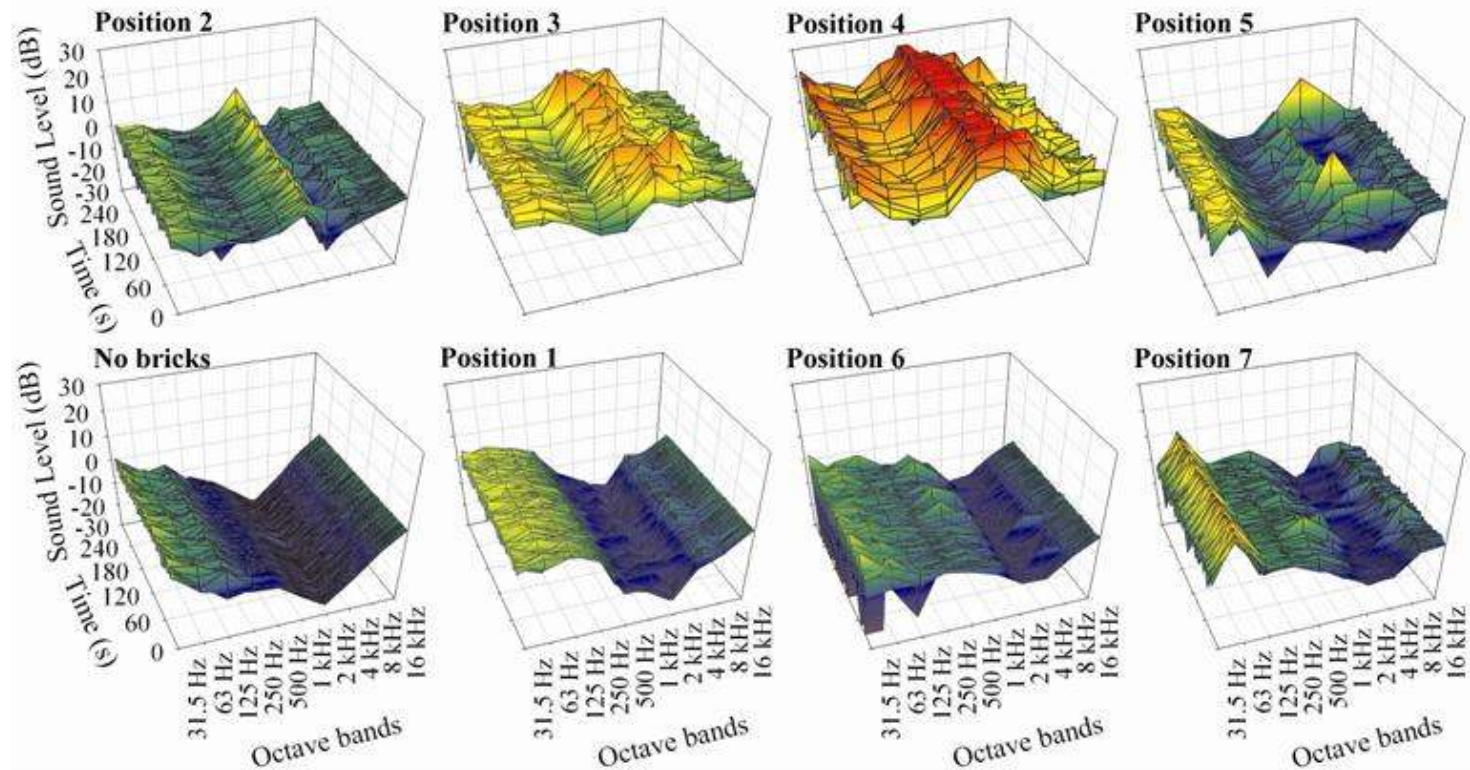 Position 2
Position 3
Position 4
Position 5
Sound Level (dB)
30
20
10
0
-10
-20
-30
240
180
120
60
0
Time (s)
No bricks
Position 1
Position 6
Position 7
Sound Level (dB)
30
20
10
0
-10
-20
-30
240
180
120
60
0
Time (s)
31.5 Hz
63 Hz
125 Hz
250 Hz
500 Hz
1 kHz
2 kHz
4 kHz
8 kHz
16 kHz
Octave bands
31.5 Hz
63 Hz
125 Hz
250 Hz
500 Hz
1 kHz
2 kHz
4 kHz
8 kHz
16 kHz
Octave bands
31.5 Hz
63 Hz
125 Hz
250 Hz
500 Hz
1 kHz
2 kHz
4 kHz
8 kHz
16 kHz
Octave bands
31.5 Hz
63 Hz
125 Hz
250 Hz
500 Hz
1 kHz
2 kHz
4 kHz
8 kHz
16 kHz
Octave bands